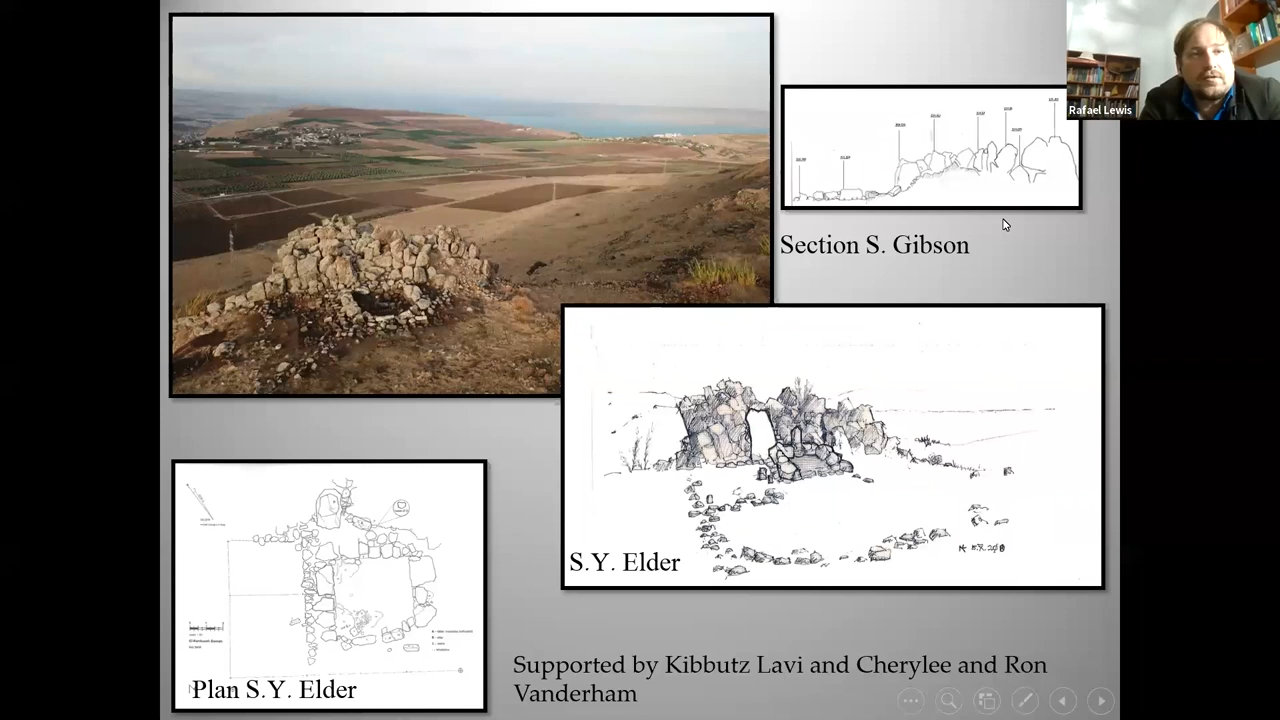 Rafael Lewis
Section S. Gibson
S.Y. Elder
Plan S.Y. Elder
Supported by Kibbutz Lavi and Cherylee and Ron
Vanderham